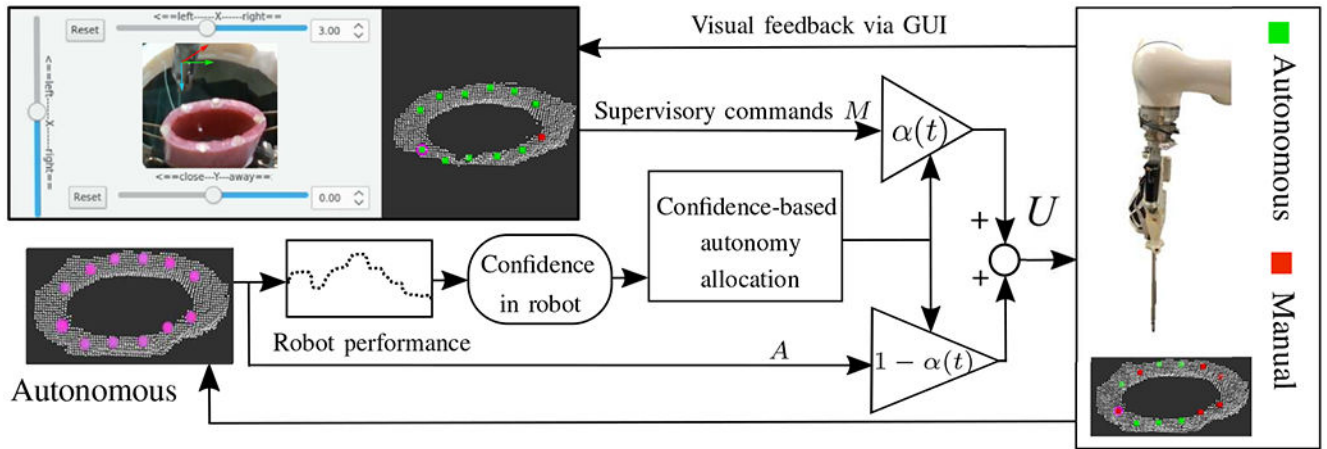 <==left------X------right==>
Reset
3.00
<==left------X------right==
<==close---Y---away==:
Reset
0.00
Visual feedback via GUI
Supervisory commands M
α(t)
Confidence-based
autonomy
allocation
Confidence
in robot
Robot performance
A
1 − α(t)
+
+
U
Autonomous
Autonomous
Manual